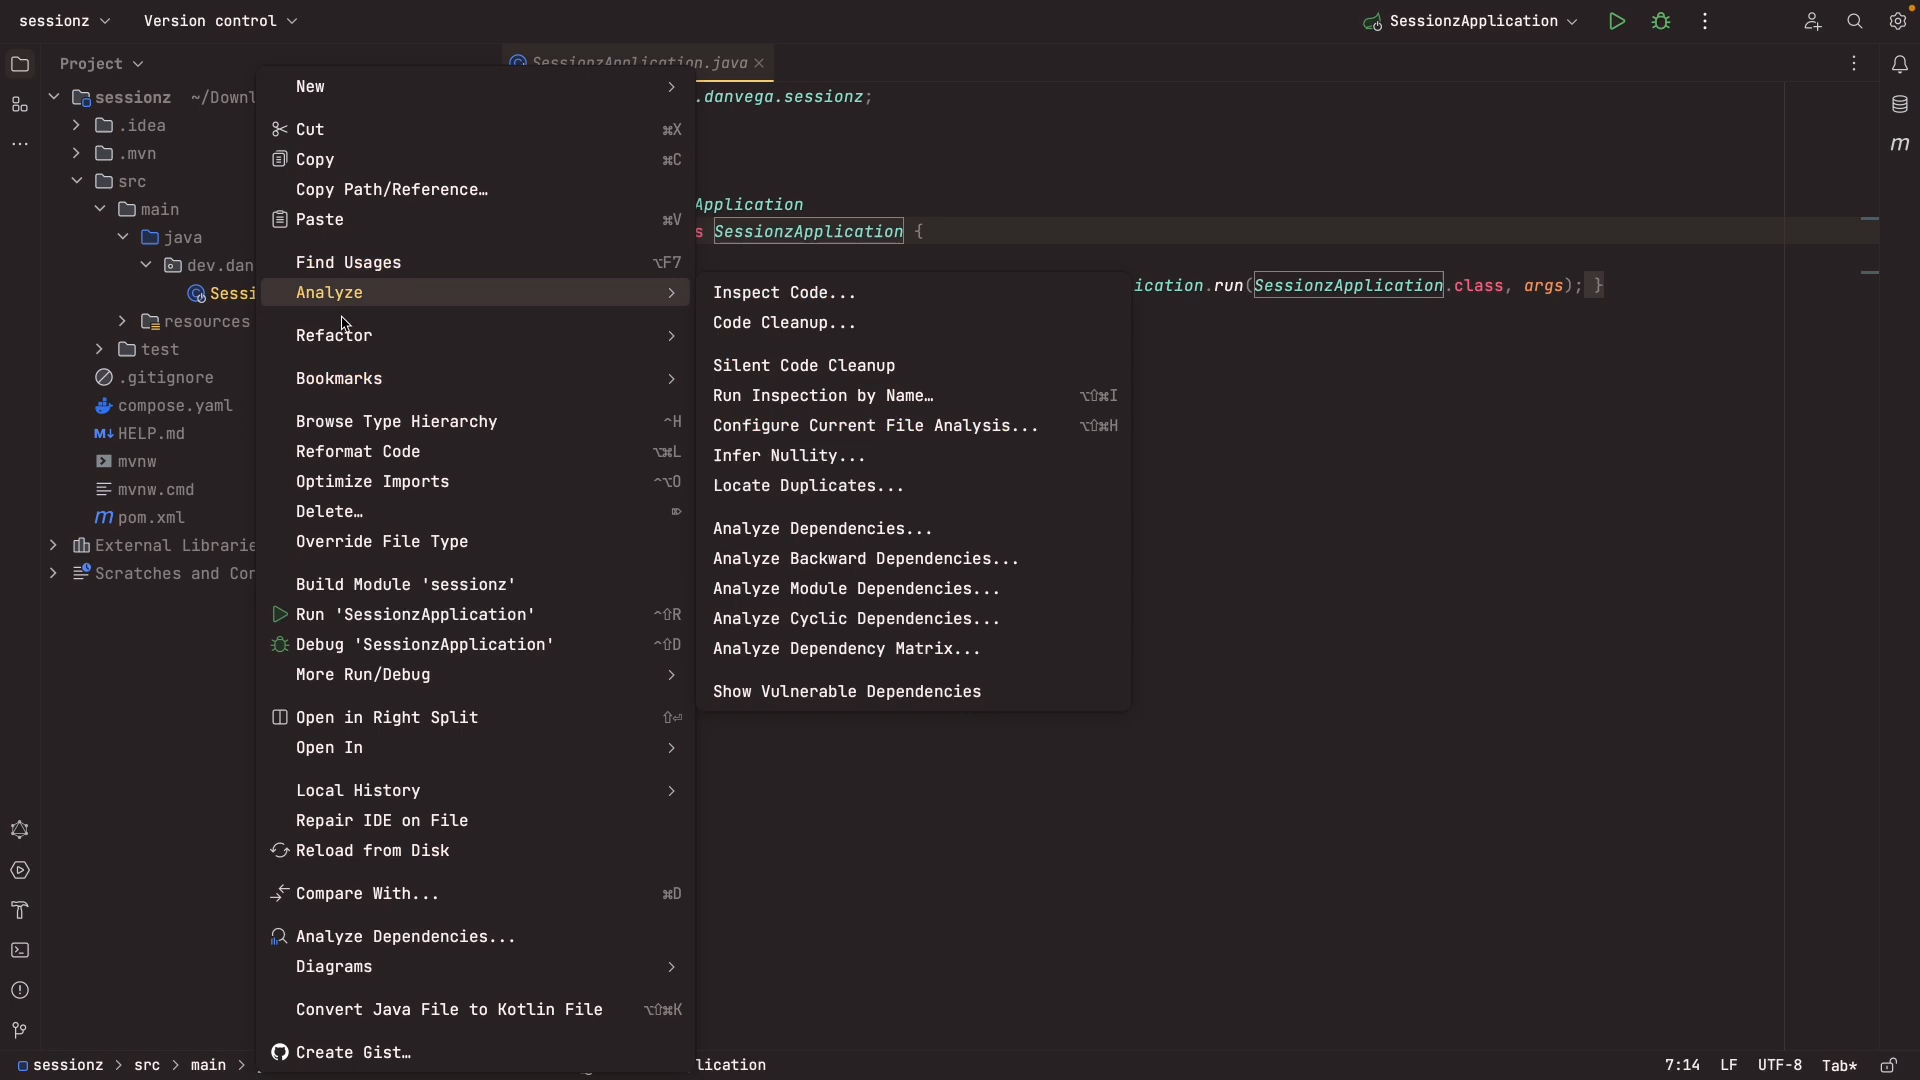 sessionz
Version control
SessionzApplication
Project
SessionzApplication.java
sessionz ~/Downl
.idea
.mvn
src
main
java
dev.dan
Sessi
resources
test
.gitignore
compose.yaml
M↓ HELP.md
mvnw
mvnw.cmd
m pom.xml
External Librarie
Scratches and Con
New
Cut ⌘X
Copy ⌘C
Copy Path/Reference…
Paste ⌘V
Find Usages ⌥F7
Analyze
Refactor
Bookmarks
Browse Type Hierarchy ^H
Reformat Code ⌥⌘L
Optimize Imports ^⌥O
Delete… ⌦
Override File Type
Build Module 'sessionz'
Run 'SessionzApplication' ^⇧R
Debug 'SessionzApplication' ^⇧D
More Run/Debug
Open in Right Split ⇧⏎
Open In
Local History
Repair IDE on File
Reload from Disk
Compare With... ⌘D
Analyze Dependencies...
Diagrams
Convert Java File to Kotlin File ⌥⇧⌘K
Create Gist…
Inspect Code...
Code Cleanup...
Silent Code Cleanup
Run Inspection by Name… ⌥⇧⌘I
Configure Current File Analysis... ⌥⇧⌘H
Infer Nullity...
Locate Duplicates...
Analyze Dependencies...
Analyze Backward Dependencies...
Analyze Module Dependencies...
Analyze Cyclic Dependencies...
Analyze Dependency Matrix...
Show Vulnerable Dependencies
.danvega.sessionz;
Application
s SessionzApplication {
ication.run(SessionzApplication.class, args); }
m
sessionz > src > main >
lication
7:14 LF UTF-8 Tab*